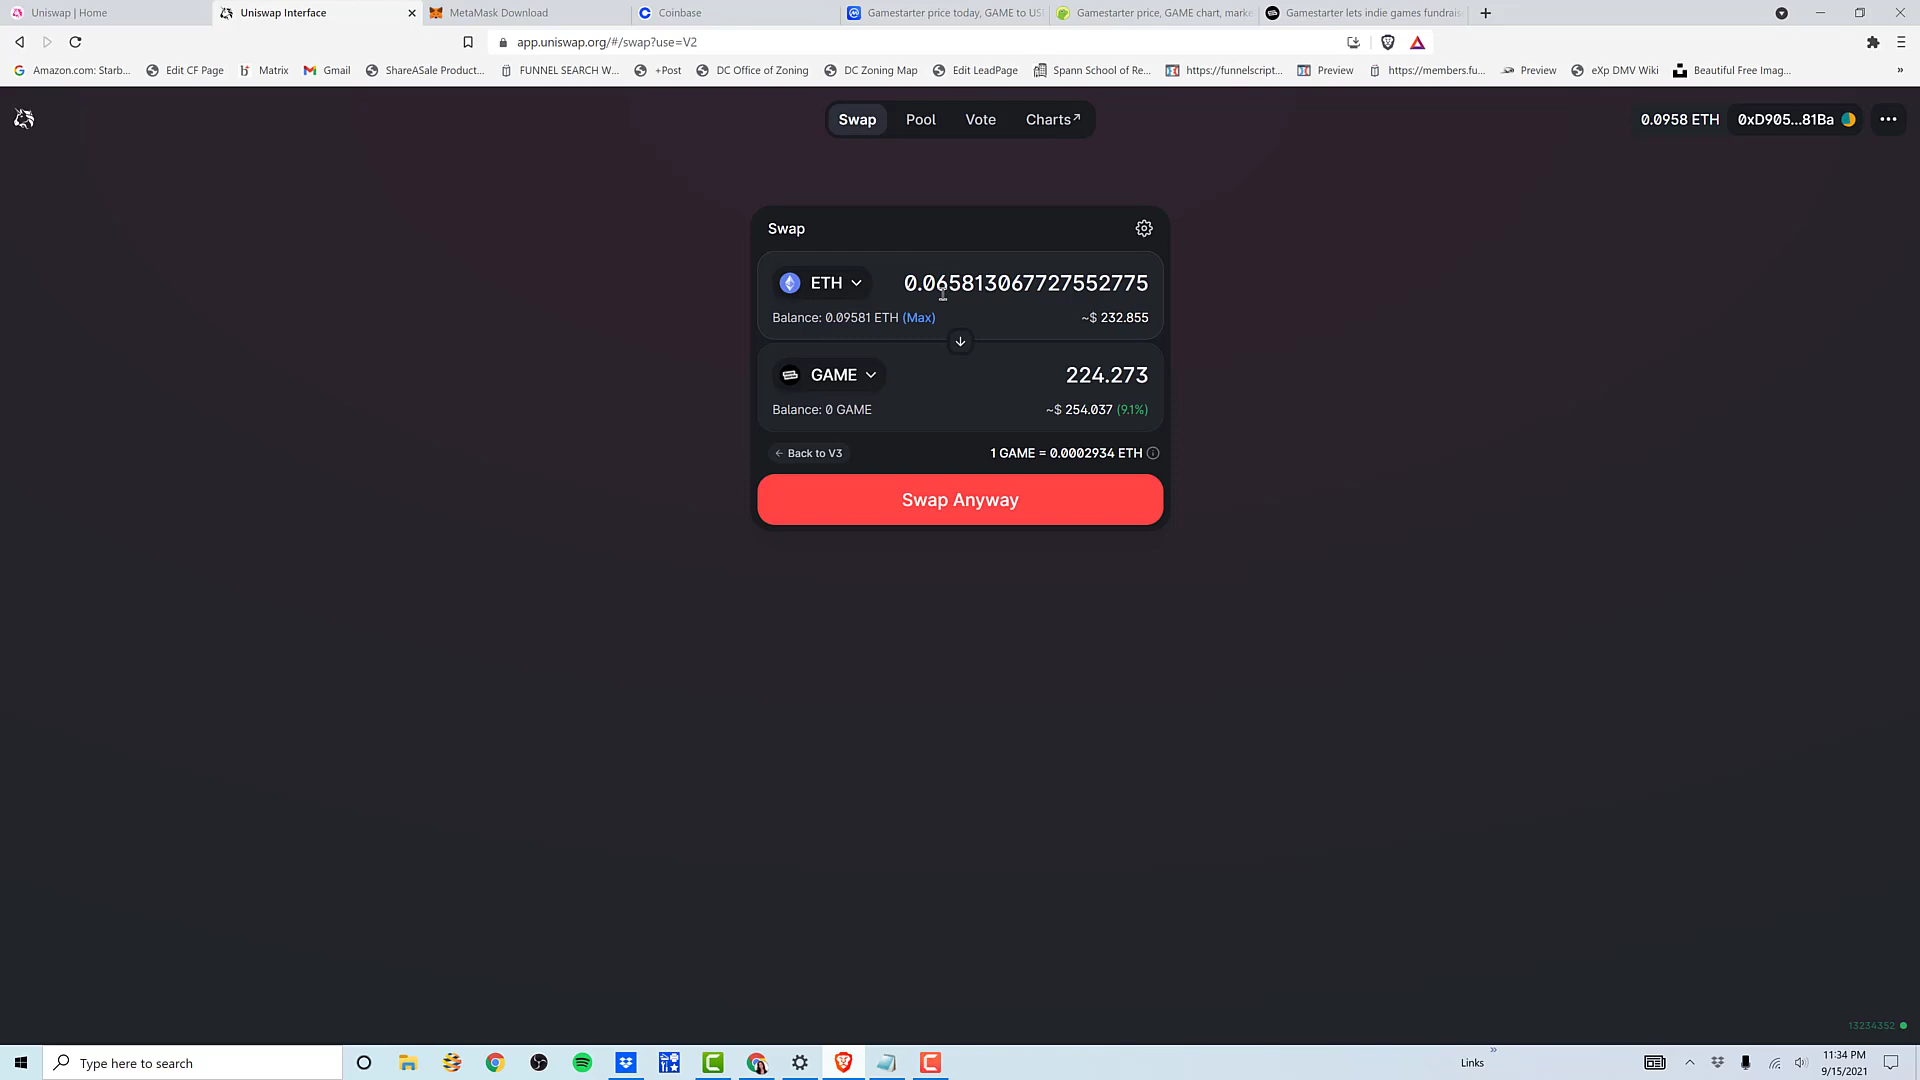 Uniswap | Home
Uniswap Interface
MetaMask Download
Coinbase
Gamestarter price today, GAME to US
Gamestarter price, GAME chart, marke
Gamestarter lets indie games fundrais
app.uniswap.org/#/swap?use=V2
Amazon.com: Starb...
Edit CF Page
Matrix
Gmail
ShareASale Product...
FUNNEL SEARCH W...
+Post
DC Office of Zoning
DC Zoning Map
Edit LeadPage
Spann School of Re...
https://funnelscript...
Preview
https://members.fu...
Preview
eXp DMV Wiki
Beautiful Free Imag...
»
Swap
Pool
Vote
Charts↗
0.0958 ETH
0xD905...81Ba
Swap
ETH
0.065813067727552775
Balance: 0.09581 ETH (Max)
~$ 232.855
GAME
224.273
Balance: 0 GAME
~$ 254.037 (9.1%)
← Back to V3
1 GAME = 0.0002934 ETH
Swap Anyway
13234352
Type here to search
Links
»
11:34 PM
9/15/2021